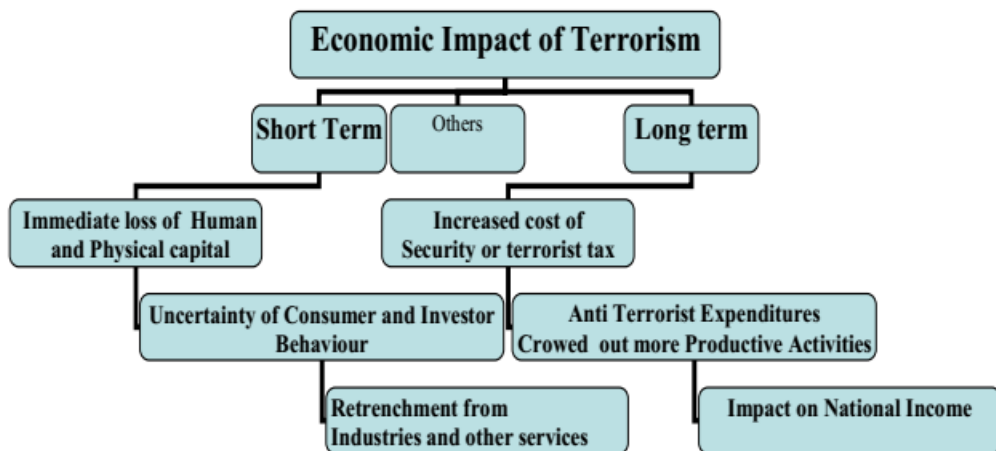 Economic Impact of Terrorism
Short Term
Others
Long term
Immediate loss of Human
and Physical capital
Increased cost of
Security or terrorist tax
Uncertainty of Consumer and Investor
Behaviour
Anti Terrorist Expenditures
Crowed out more Productive Activities
Retrenchment from
Industries and other services
Impact on National Income